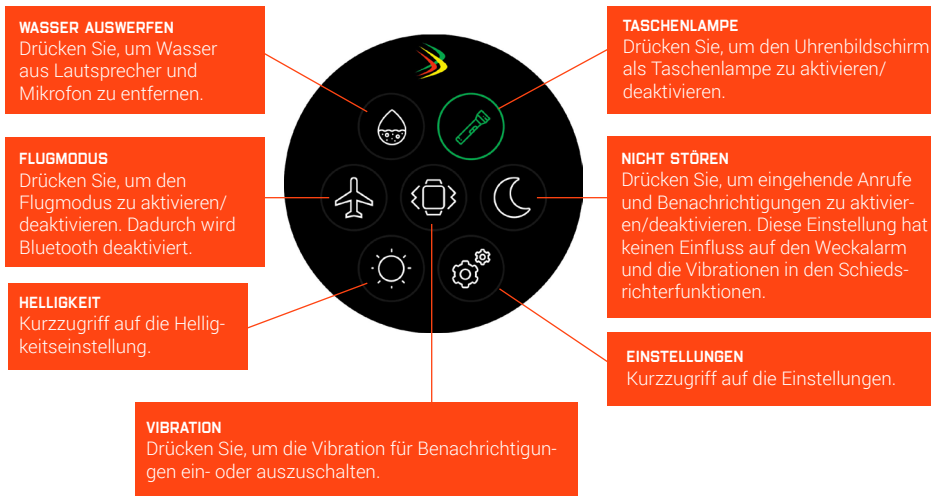 WASSER AUSWERFEN
Drücken Sie, um Wasser
aus Lautsprecher und
Mikrofon zu entfernen.
TASCHENLAMPE
Drücken Sie, um den Uhrenbildschirm
als Taschenlampe zu aktivieren/
deaktivieren.
FLUGMODUS
Drücken Sie, um den
Flugmodus zu aktivieren/
deaktivieren. Dadurch wird
Bluetooth deaktiviert.
NICHT STÖREN
Drücken Sie, um eingehende Anrufe
und Benachrichtigungen zu aktivier-
en/deaktivieren. Diese Einstellung hat
keinen Einfluss auf den Weckalarm
und die Vibrationen in den Schieds-
richterfunktionen.
HELLIGKEIT
Kurzzugriff auf die Hellig-
keitseinstellung.
EINSTELLUNGEN
Kurzzugriff auf die Einstellungen.
VIBRATION
Drücken Sie, um die Vibration für Benachrichtigun-
gen ein- oder auszuschalten.